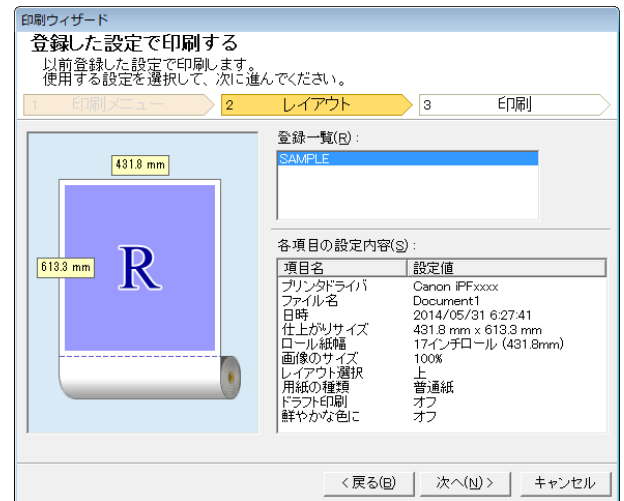 印刷ウィザード
登録した設定で印刷する
以前登録した設定で印刷します。
使用する設定を選択して、次に進んでください。
1 印刷メニュー 2 レイアウト 3 印刷
431.8 mm
613.3 mm
R
登録一覧(R):
SAMPLE
各項目の設定内容(S):
項目名 設定値
プリンタドライバ Canon iPFxxxx
ファイル名 Document1
日時 2014/05/31 6:27:41
仕上がりサイズ 431.8 mm x 613.3 mm
ロール紙幅 17インチロール (431.8mm)
画像のサイズ 100%
レイアウト選択 上
用紙の種類 普通紙
ドラフト印刷 オフ
鮮やかな色に オフ
< 戻る(B) 次へ(N) > キャンセル